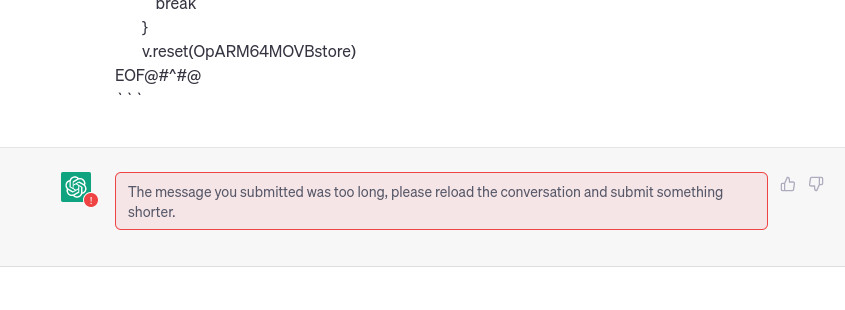 break
}
v.reset(OpARM64MOVBstore)
EOF@#^#@
```
The message you submitted was too long, please reload the conversation and submit something
shorter.
!